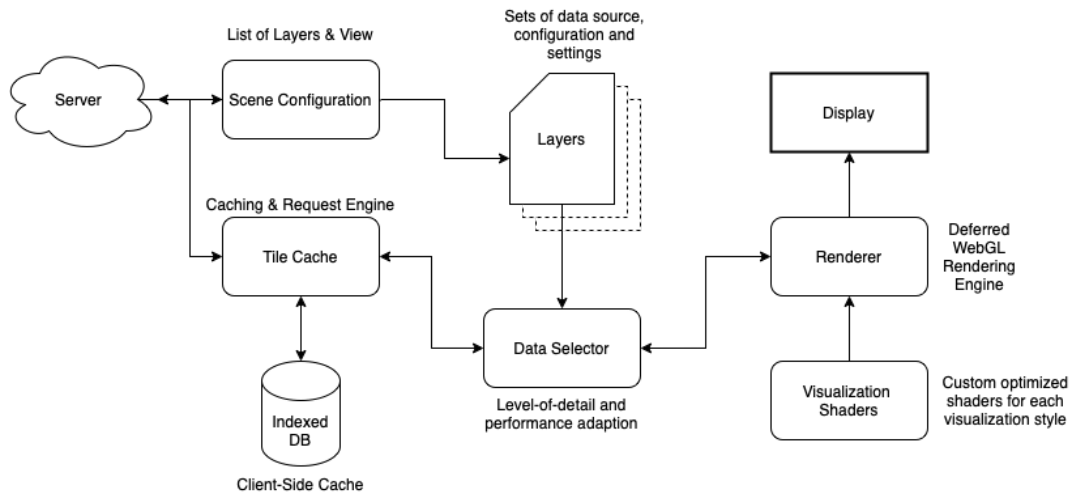 List of Layers & View
Server
Scene Configuration
Sets of data source,
configuration and
settings
Layers
Display
Caching & Request Engine
Tile Cache
Renderer
Deferred
WebGL
Rendering
Engine
Data Selector
Level-of-detail and
performance adaption
Indexed
DB
Client-Side Cache
Visualization
Shaders
Custom optimized
shaders for each
visualization style